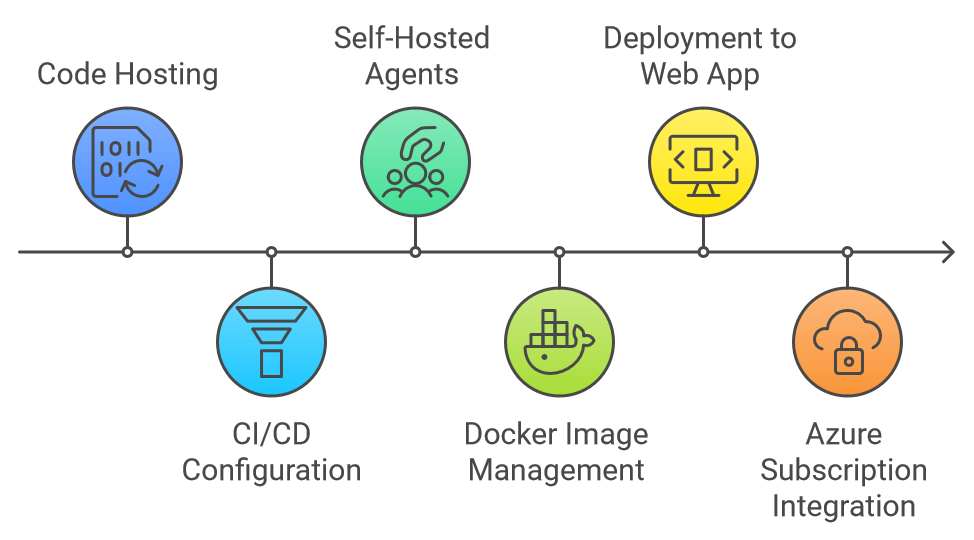 Code Hosting
Self-Hosted
Agents
Deployment to
Web App
CI/CD
Configuration
Docker Image
Management
Azure
Subscription
Integration